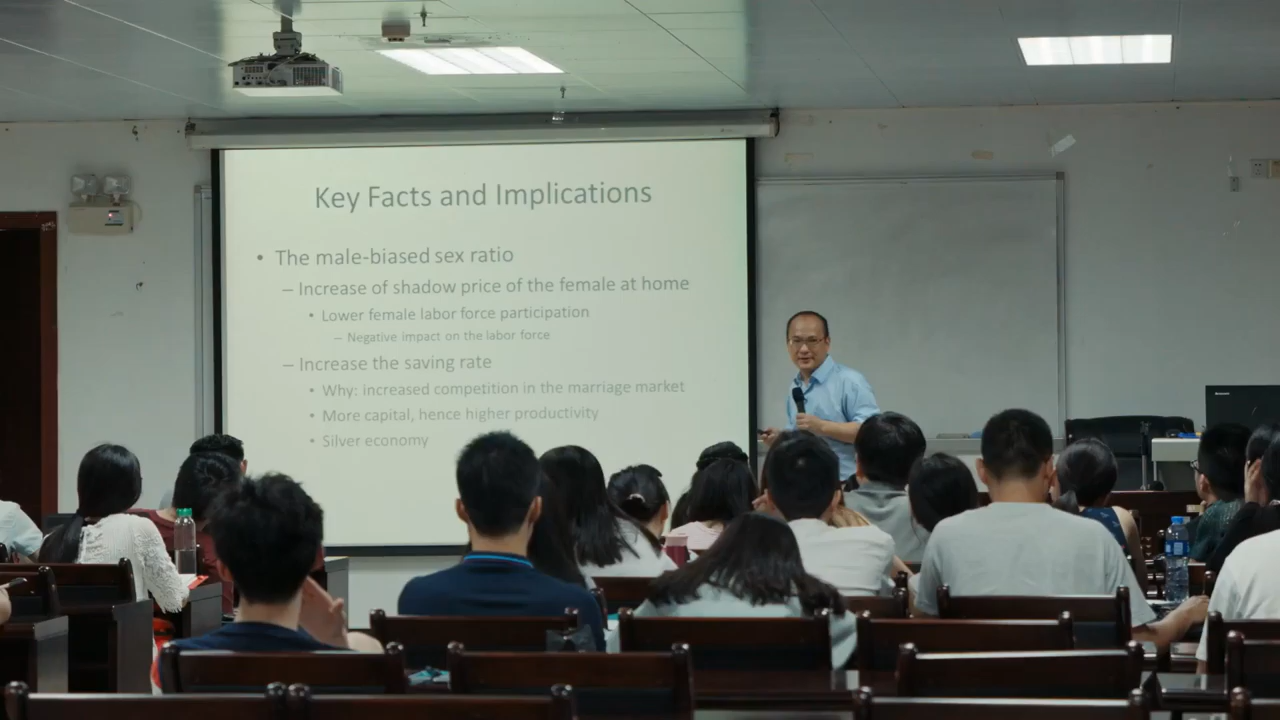 Key Facts and Implications
• The male-biased sex ratio
– Increase of shadow price of the female at home
• Lower female labor force participation
– Negative impact on the labor force
– Increase the saving rate
• Why: increased competition in the marriage market
• More capital, hence higher productivity
• Silver economy